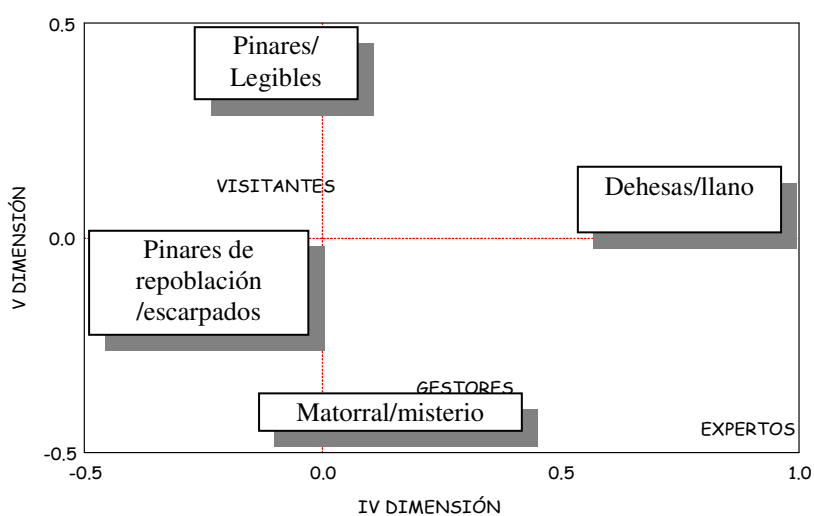 0.5
Pinares/
Legibles
VISITANTES
Dehesas/llano
V DIMENSIÓN
0.0
Pinares de
repoblación
/escarpados
GESTORES
Matorral/misterio
EXPERTOS
-0.5
-0.5
0.0
0.5
1.0
IV DIMENSIÓN